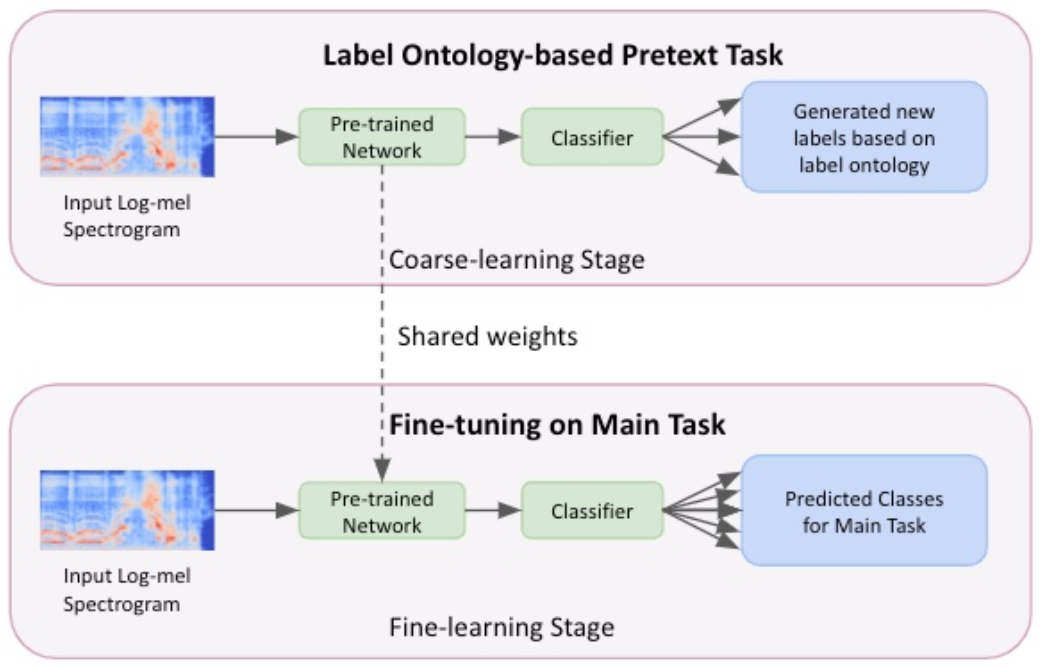 Label Ontology-based Pretext Task
Pre-trained
Network
Classifier
Generated new
labels based on
label ontology
Input Log-mel
Spectrogram
Coarse-learning Stage
Shared weights
Fine-tuning on Main Task
Pre-trained
Network
Classifier
Predicted Classes
for Main Task
Input Log-mel
Spectrogram
Fine-learning Stage